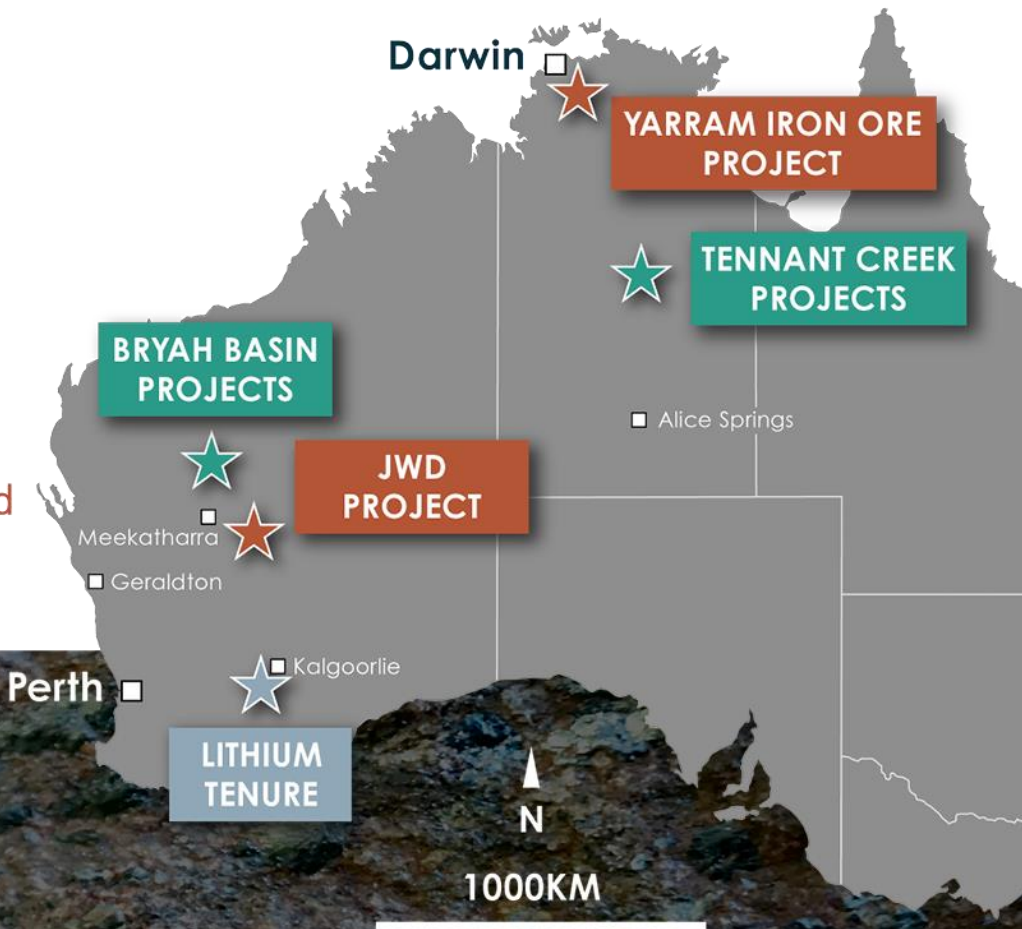 Darwin
YARRAM IRON ORE
PROJECT
TENNANT CREEK
PROJECTS
BRYAH BASIN
PROJECTS
Alice Springs
JWD
PROJECT
d
Meekatharra
Geraldton
Kalgoorlie
Perth
LITHIUM
TENURE
N
1000KM